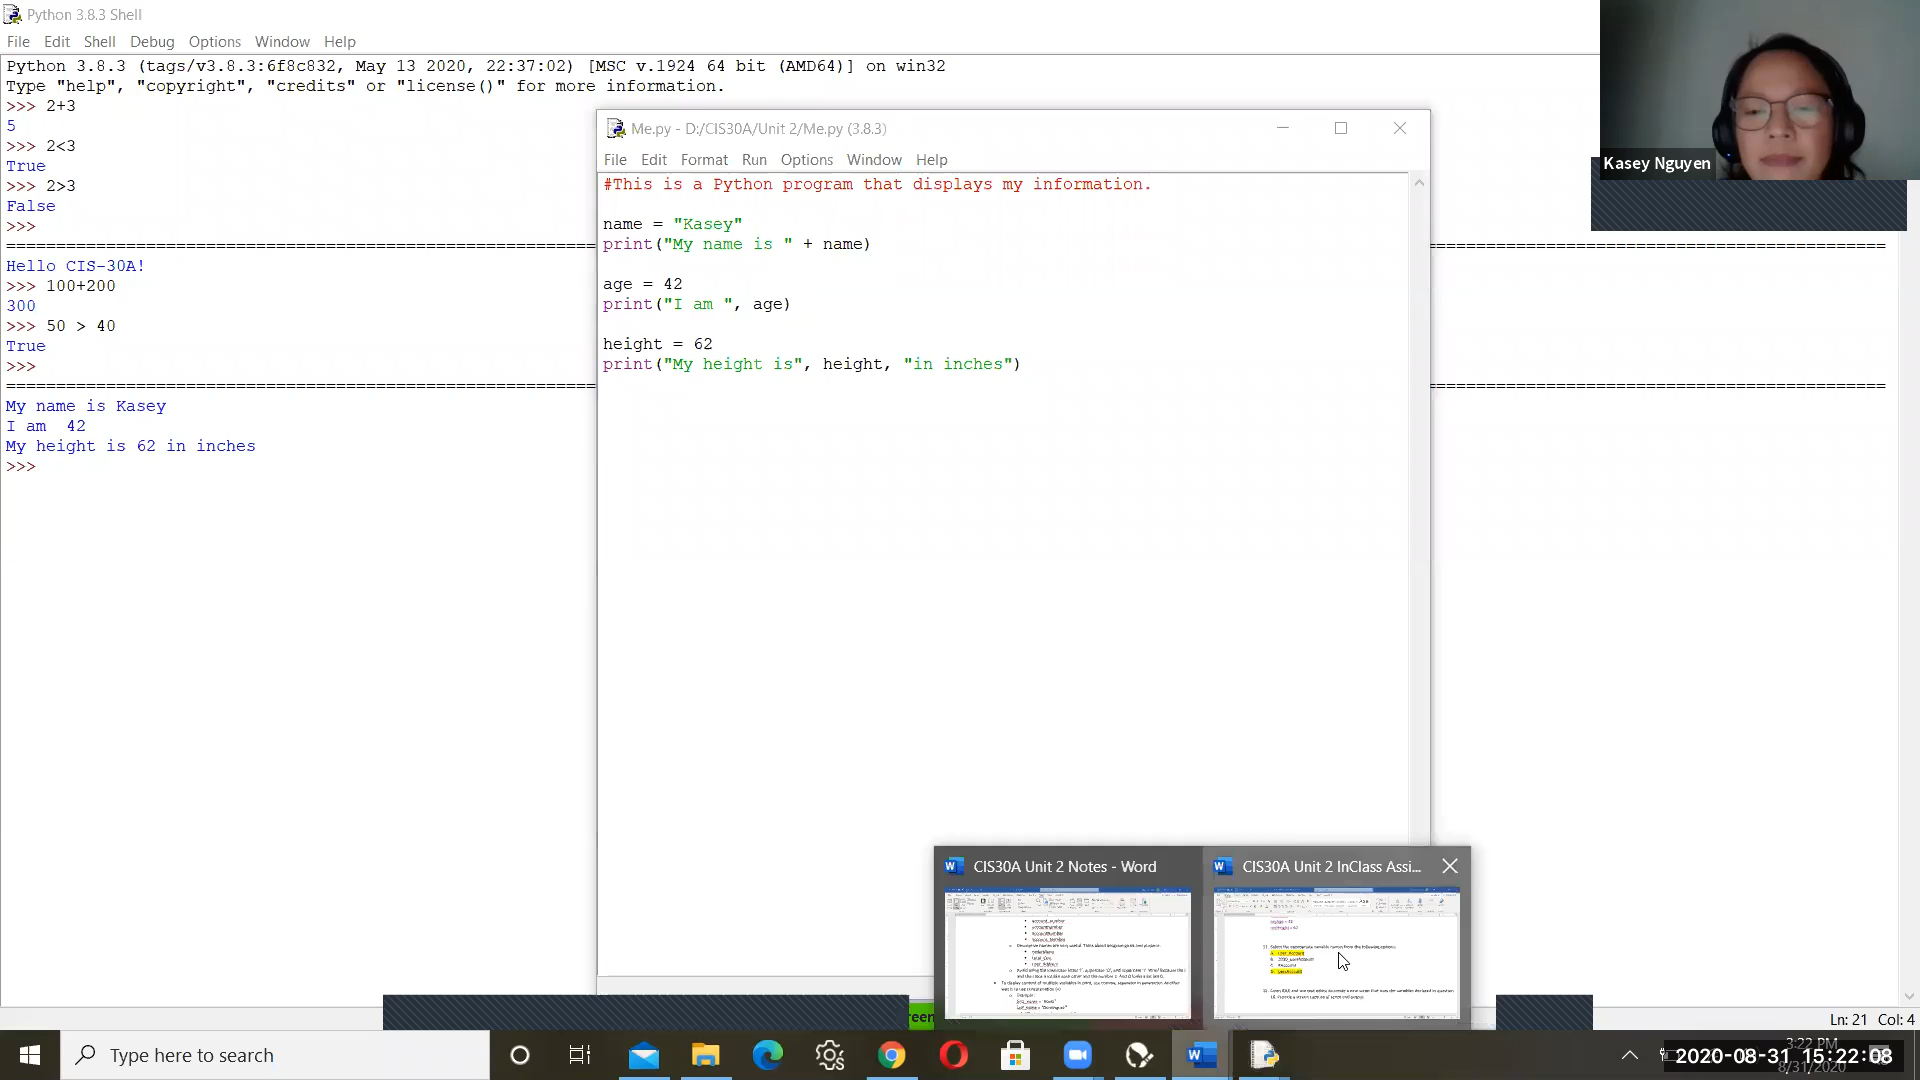 Python 3.8.3 Shell
File Edit Shell Debug Options Window Help
Python 3.8.3 (tags/v3.8.3:6f8c832, May 13 2020, 22:37:02) [MSC v.1924 64 bit (AMD64)] on win32
Type "help", "copyright", "credits" or "license()" for more information.
>>> 2+3
5
>>> 2<3
True
>>> 2>3
False
>>>
Hello CIS-30A!
>>> 100+200
300
>>> 50 > 40
True
>>>
My name is Kasey
I am  42
My height is 62 in inches
>>>
Me.py - D:/CIS30A/Unit 2/Me.py (3.8.3)
File Edit Format Run Options Window Help
#This is a Python program that displays my information.
name = "Kasey"
print("My name is " + name)
age = 42
print("I am ", age)
height = 62
print("My height is", height, "in inches")
Kasey Nguyen
CIS30A Unit 2 Notes - Word
CIS30A Unit 2 InClass Assi...
Ln: 21 Col: 4
Type here to search
3:22 PM
2020-08-31 15:22:08
8/31/2020